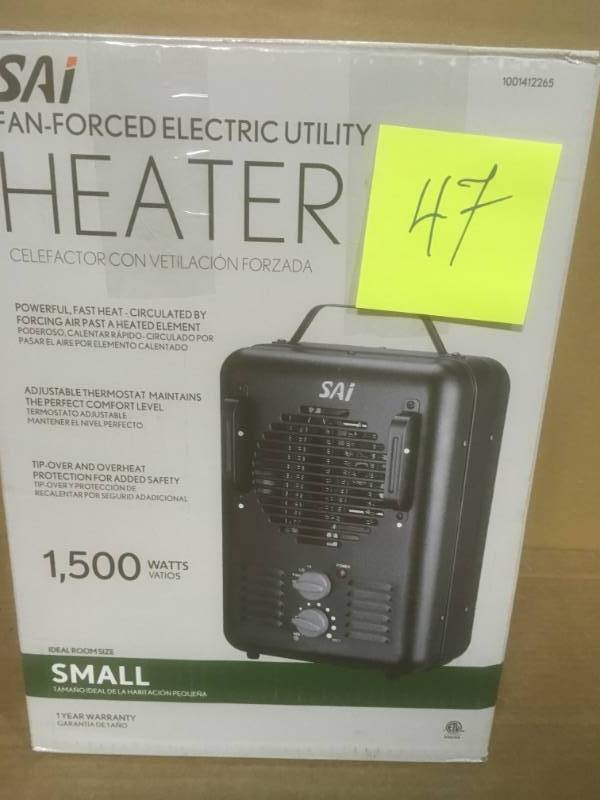 SAi
1001412265
FAN-FORCED ELECTRIC UTILITY
HEATER
CELEFACTOR CON VETILACIÓN FORZADA
47
POWERFUL, FAST HEAT - CIRCULATED BY
FORCING AIR PAST A HEATED ELEMENT
PODEROSO, CALENTAR RÁPIDO- CIRCULADO POR
PASAR EL AIRE POR ELEMENTO CALENTADO
ADJUSTABLE THERMOSTAT MAINTAINS
THE PERFECT COMFORT LEVEL
TERMOSTATO ADJUSTABLE
MANTENER EL NIVEL PERFECTO
TIP-OVER AND OVERHEAT
PROTECTION FOR ADDED SAFETY
TIP-OVER Y PROTECCIÓN DE
RECALENTAR POR SEGURID ADADICIONAL
SAi
POWER
1,500 WATTS
VATIOS
IDEAL ROOM SIZE
SMALL
TAMAÑO IDEAL DE LA HABITACIÓN PEQUEÑA
1 YEAR WARRANTY
GARANTÍA DE 1 AÑO